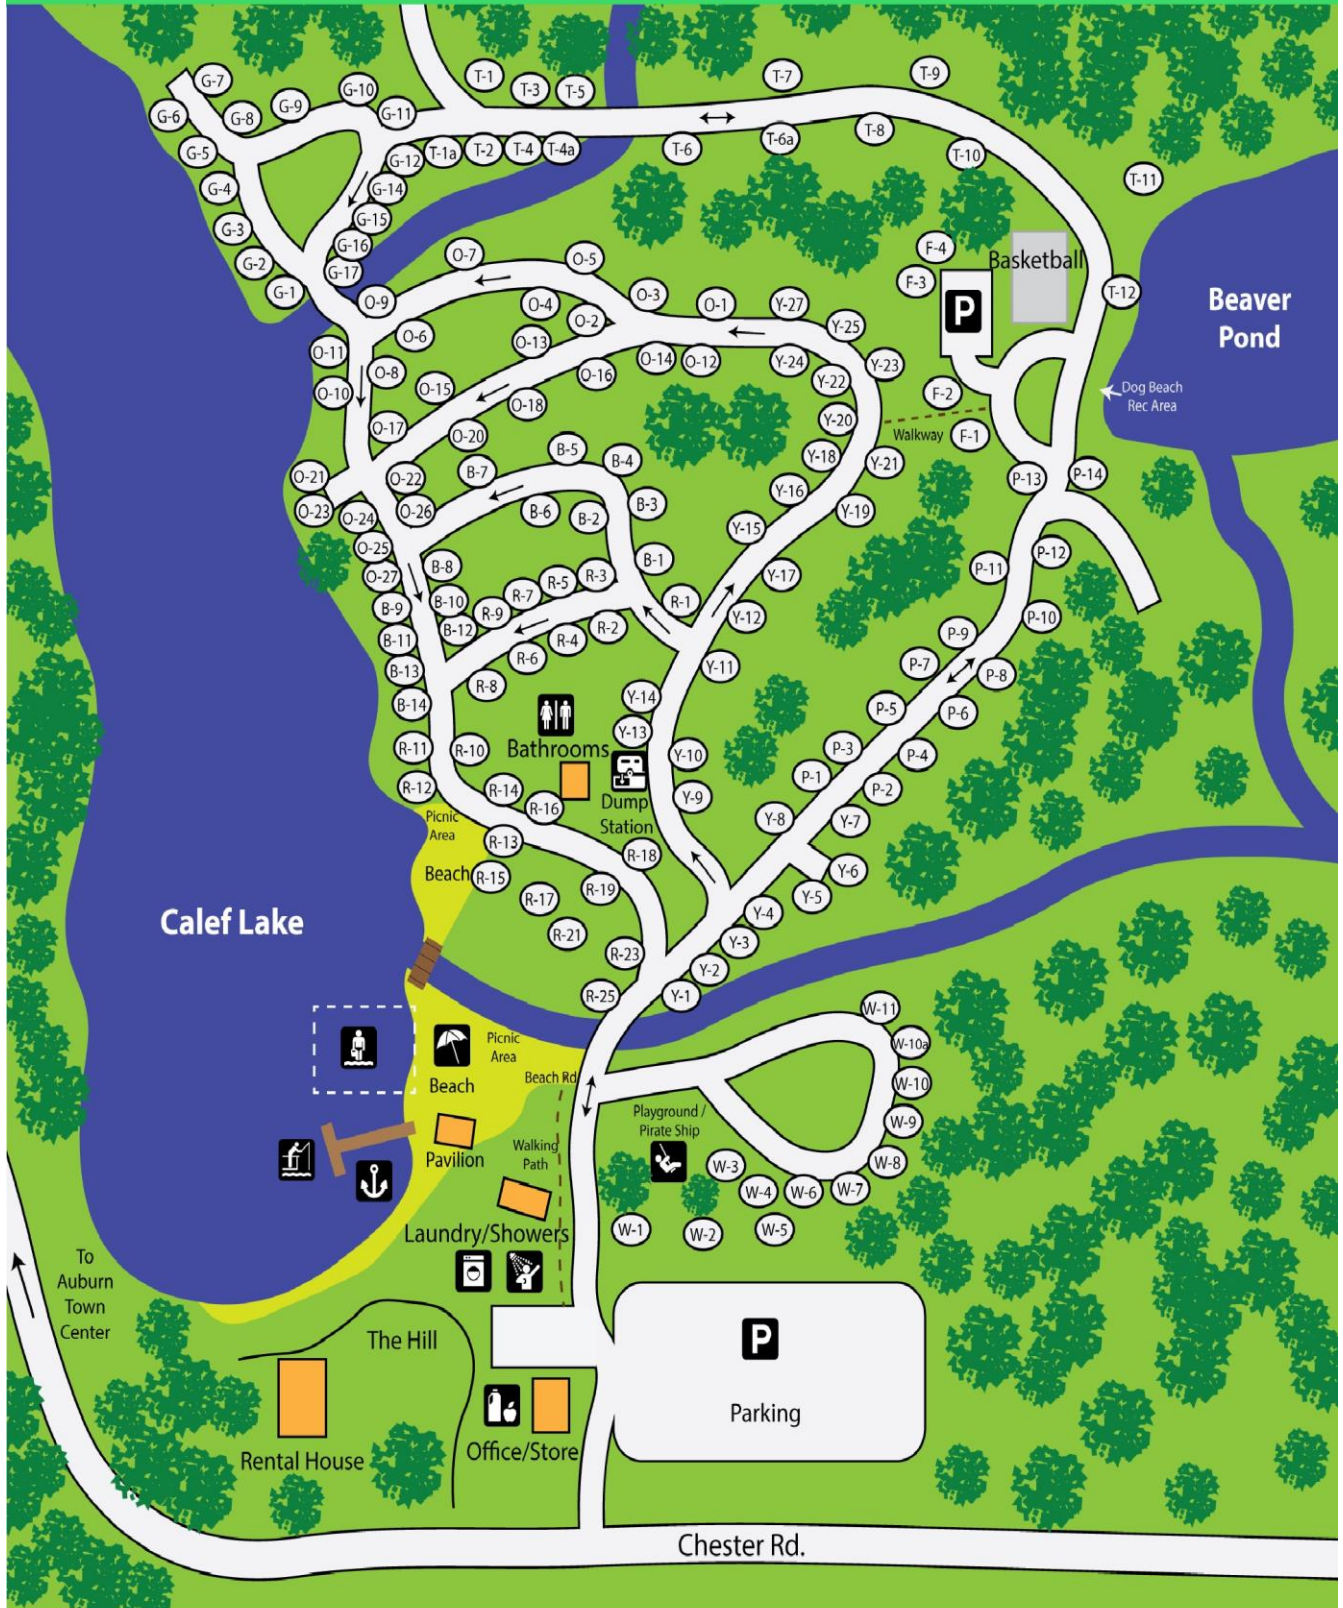 G-7
G-6
G-8
G-9
G-10
G-11
T-1
T-3
T-5
T-7
T-9
G-5
G-12
T-1a
T-2
T-4
T-4a
T-6
T-6a
T-8
T-10
T-11
G-4
G-14
G-3
G-15
G-2
G-16
G-1
G-17
O-7
O-5
F-4
F-3
P
Basketball
T-12
Beaver
Pond
O-9
O-4
O-3
O-1
Y-27
O-2
O-6
O-13
Y-25
O-11
O-8
O-14
O-12
Y-24
Y-23
O-10
O-15
O-16
Y-22
F-2
Dog Beach
Rec Area
O-18
Y-20
O-17
O-20
Walkway
F-1
B-5
B-4
Y-18
Y-21
O-21
O-22
B-7
P-13
P-14
O-23
O-24
O-26
B-6
B-2
B-3
Y-16
Y-19
O-25
Y-15
B-8
B-1
P-12
P-11
O-27
R-3
R-5
Y-17
B-9
B-10
R-7
R-1
B-12
R-9
Y-12
P-10
B-11
R-2
R-4
P-9
B-13
R-6
Y-11
P-7
P-8
B-14
R-8
Y-14
P-5
P-6
Y-13
R-11
R-10
Bathrooms
Y-10
P-3
P-4
R-12
R-14
R-16
Dump
Station
Y-9
P-1
P-2
Picnic
Area
R-13
Y-8
Y-7
R-18
Beach
R-15
R-19
Y-6
Y-5
R-17
Calef Lake
R-21
Y-4
Y-3
R-23
Y-2
R-25
Y-1
W-11
Picnic
Area
W-10a
Beach
Beach Rd
W-10
Playground /
Pirate Ship
W-9
Pavilion
Walking
Path
W-3
W-8
W-4
W-6
W-7
W-1
W-2
W-5
Laundry/Showers
To
Auburn
Town
Center
The Hill
P
Parking
Office/Store
Rental House
Chester Rd.